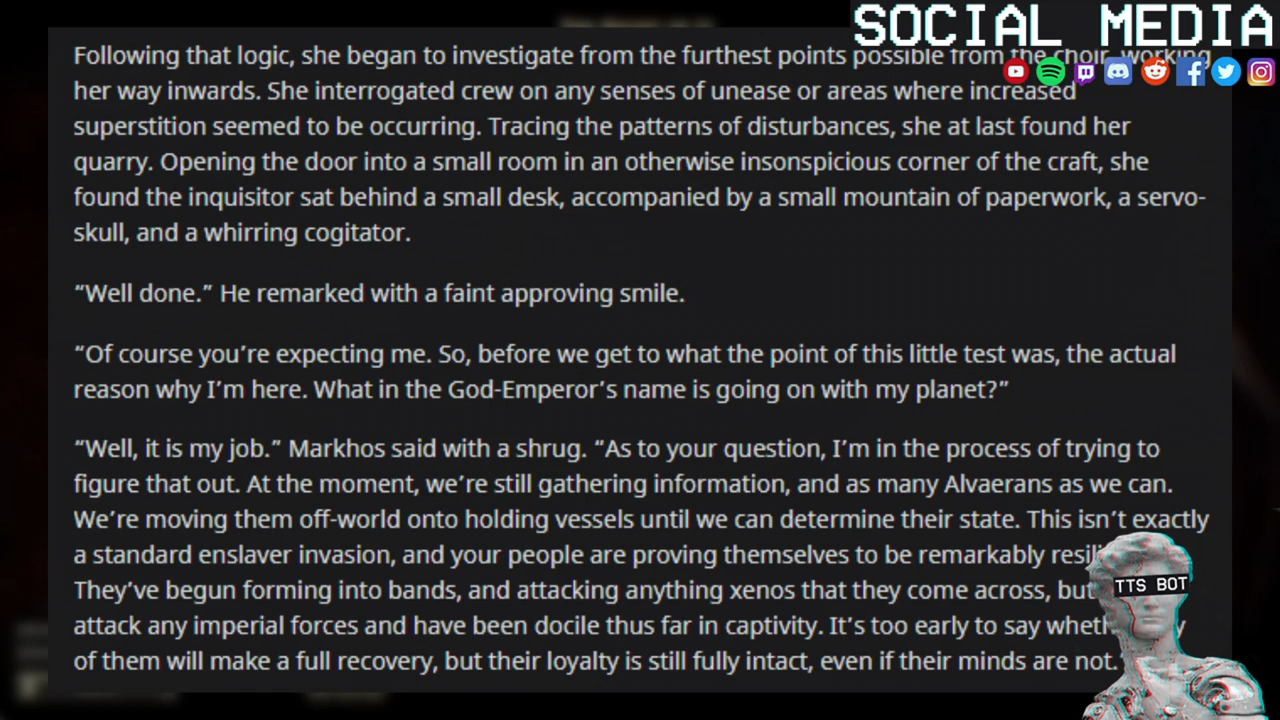 SOCIAL MEDIA
Following that logic, she began to investigate from the furthest points possible from the choir, working
her way inwards. She interrogated crew on any senses of unease or areas where increased
superstition seemed to be occurring. Tracing the patterns of disturbances, she at last found her
quarry. Opening the door into a small room in an otherwise insonspicious corner of the craft, she
found the inquisitor sat behind a small desk, accompanied by a small mountain of paperwork, a servo-
skull, and a whirring cogitator.
“Well done.” He remarked with a faint approving smile.
“Of course you’re expecting me. So, before we get to what the point of this little test was, the actual
reason why I’m here. What in the God-Emperor’s name is going on with my planet?”
“Well, it is my job.” Markhos said with a shrug. “As to your question, I’m in the process of trying to
figure that out. At the moment, we’re still gathering information, and as many Alvaerans as we can.
We’re moving them off-world onto holding vessels until we can determine their state. This isn’t exactly
a standard enslaver invasion, and your people are proving themselves to be remarkably
They’ve begun forming into bands, and attacking anything xenos that they come across, but
attack any imperial forces and have been docile thus far in captivity. It’s too early to say
of them will make a full recovery, but their loyalty is still fully intact, even if their minds are not.
TTS BOT